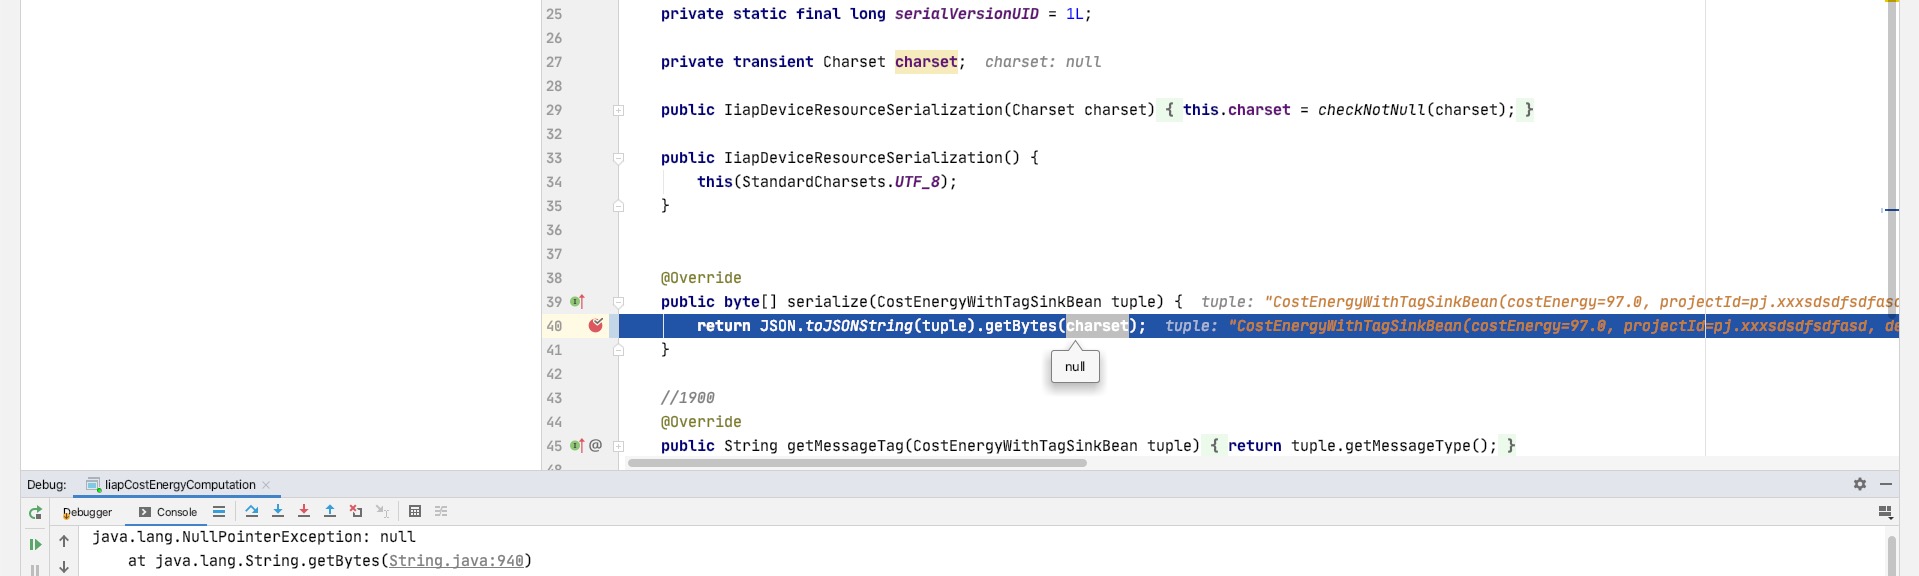 25 private static final long serialVersionUID = 1L;
26
27 private transient Charset charset; charset: null
28
29 public IiapDeviceResourceSerialization(Charset charset) { this.charset = checkNotNull(charset); }
32
33 public IiapDeviceResourceSerialization() {
34 this(StandardCharsets.UTF_8);
35 }
36
37
38 @Override
39 public byte[] serialize(CostEnergyWithTagSinkBean tuple) { tuple: "CostEnergyWithTagSinkBean(costEnergy=97.0, projectId=pj.xxxsdsdfsdfasd
40 return JSON.toJSONString(tuple).getBytes(charset); tuple: "CostEnergyWithTagSinkBean(costEnergy=97.0, projectId=pj.xxxsdsdfsdfasd, de
41 }
null
42
43 //1900
44 @Override
45 @ public String getMessageTag(CostEnergyWithTagSinkBean tuple) { return tuple.getMessageType(); }
48
Debug: IiapCostEnergyComputation
Debugger Console
java.lang.NullPointerException: null
at java.lang.String.getBytes(String.java:940)